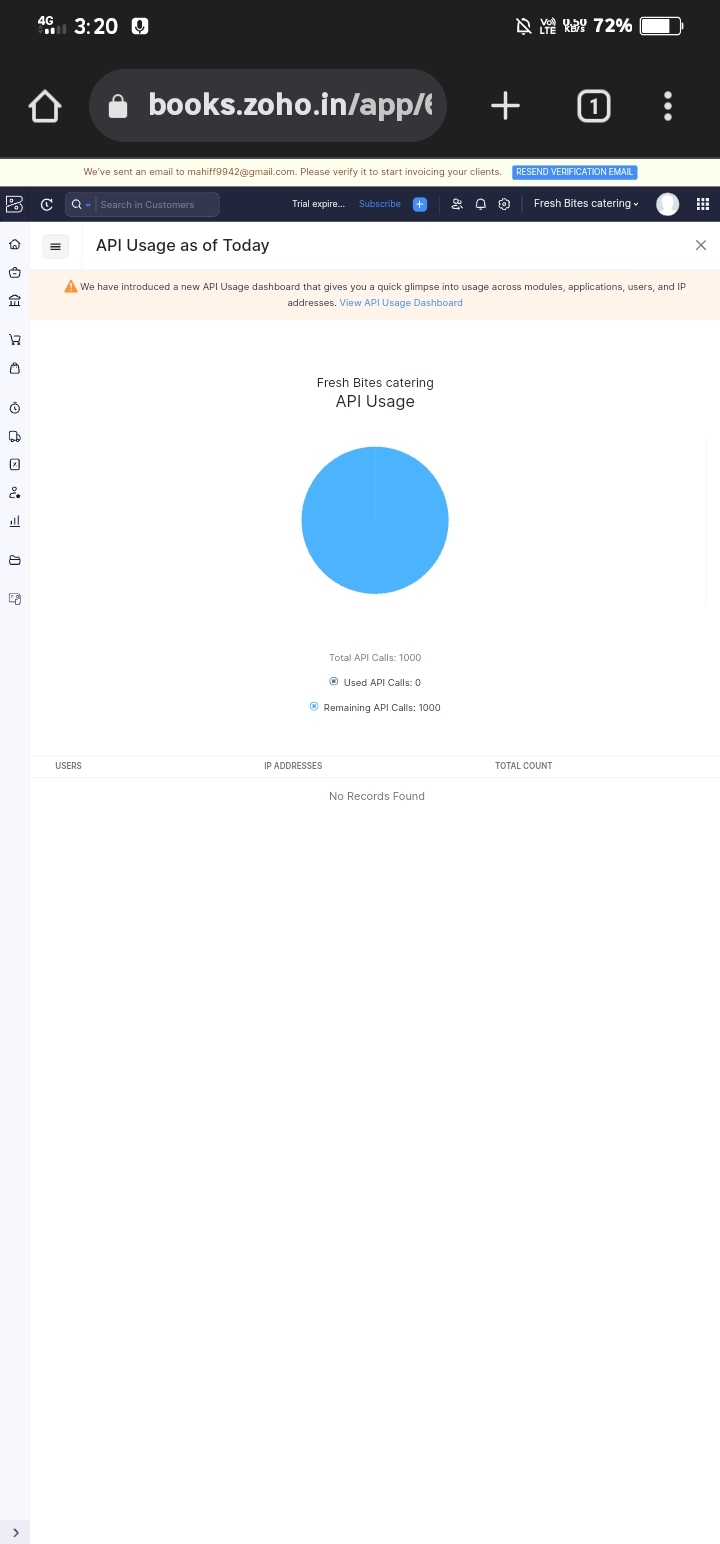 4G 3:20 Vo)) LTE 0.50 KB/s 72%
books.zoho.in/app/6
1
We've sent an email to mahiff9942@gmail.com. Please verify it to start invoicing your clients. RESEND VERIFICATION EMAIL
Search in Customers Trial expire... Subscribe Fresh Bites catering
API Usage as of Today
We have introduced a new API Usage dashboard that gives you a quick glimpse into usage across modules, applications, users, and IP
addresses. View API Usage Dashboard
Fresh Bites catering
API Usage
Total API Calls: 1000
Used API Calls: 0
Remaining API Calls: 1000
USERS IP ADDRESSES TOTAL COUNT
No Records Found